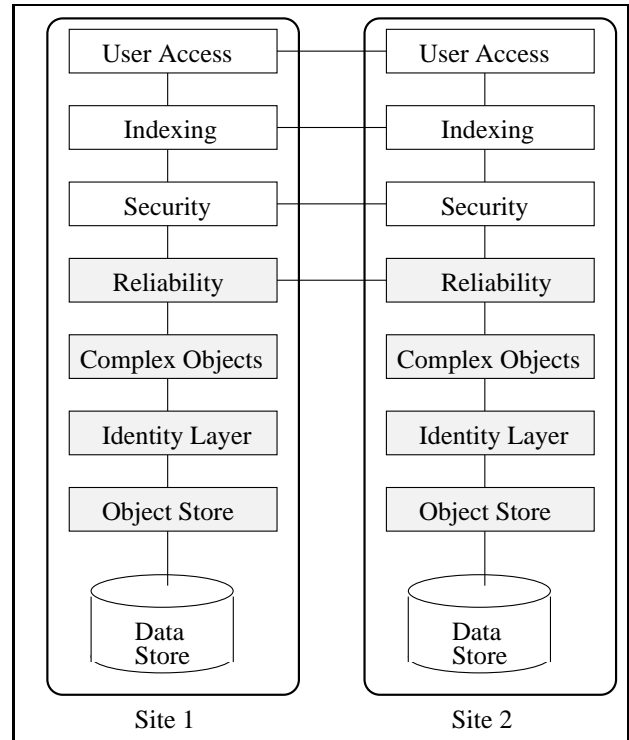 User Access
Indexing
Security
Reliability
Complex Objects
Identity Layer
Object Store
Data
Store
Site 1
User Access
Indexing
Security
Reliability
Complex Objects
Identity Layer
Object Store
Data
Store
Site 2